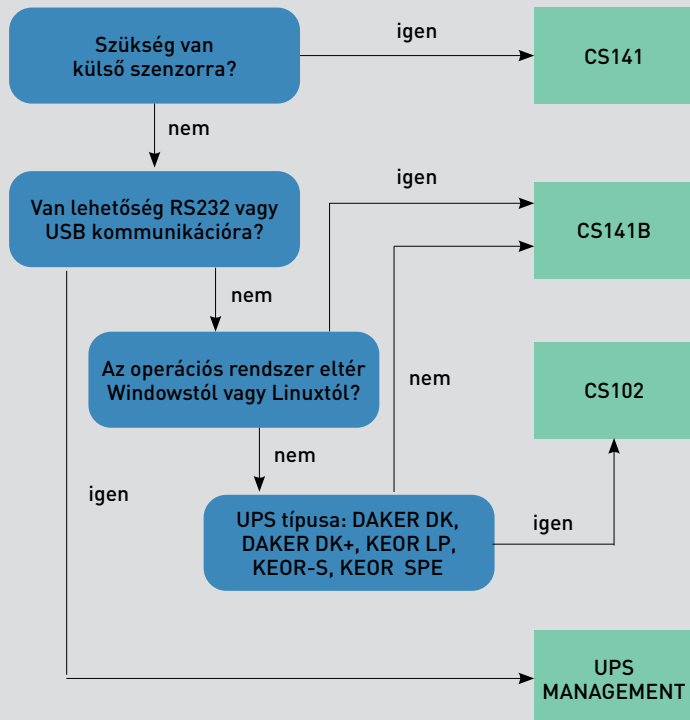 Szükség van
külső szenzorra?
igen
CS141
nem
Van lehetőség RS232 vagy
USB kommunikációra?
igen
CS141B
nem
Az operációs rendszer eltér
Windowstól vagy Linuxtól?
nem
CS102
nem
igen
UPS típusa: DAKER DK,
DAKER DK+, KEOR LP,
KEOR-S, KEOR SPE
igen
UPS
MANAGEMENT